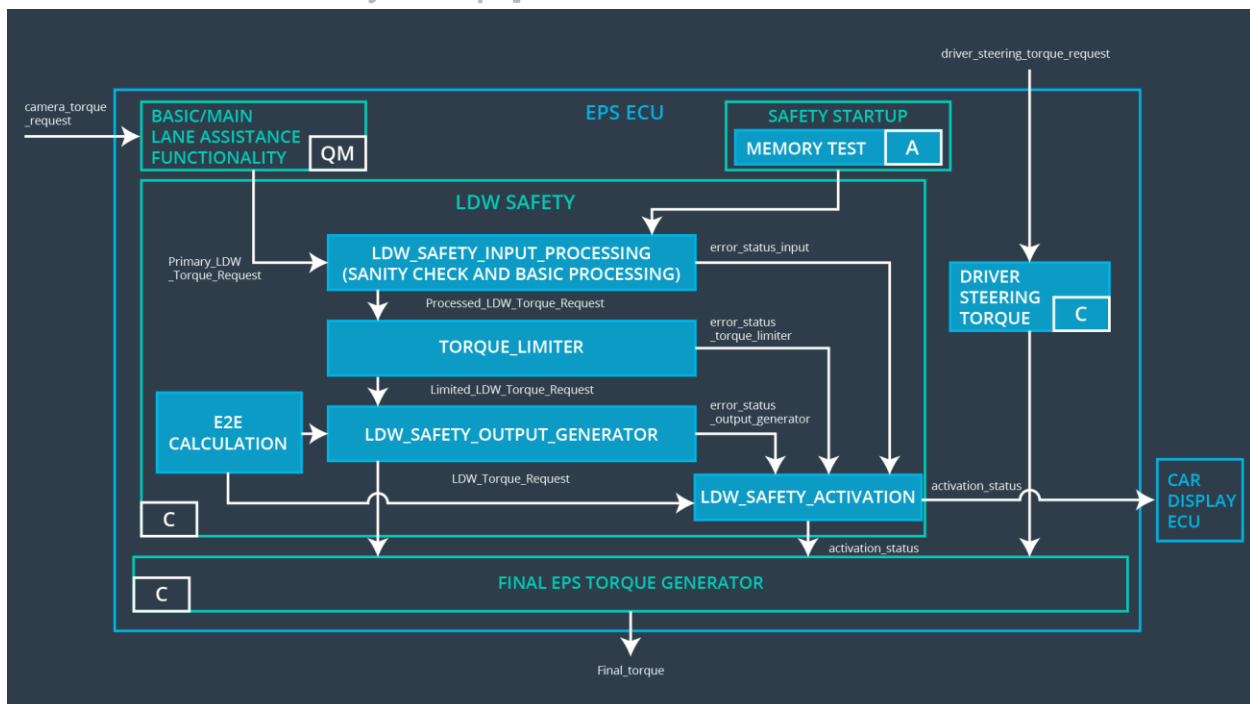 driver_steering_torque_request
camera_torque
_request
EPS ECU
BASIC/MAIN
LANE ASSISTANCE
FUNCTIONALITY
QM
SAFETY STARTUP
MEMORY TEST
A
LDW SAFETY
Primary_LDW
_Torque_Request
LDW_SAFETY_INPUT_PROCESSING
(SANITY CHECK AND BASIC PROCESSING)
error_status_input
DRIVER
STEERING
TORQUE
C
Processed_LDW_Torque_Request
TORQUE_LIMITER
error_status
_torque_limiter
Limited_LDW_Torque_Request
E2E
CALCULATION
LDW_SAFETY_OUTPUT_GENERATOR
error_status
_output_generator
LDW_Torque_Request
LDW_SAFETY_ACTIVATION
activation_status
CAR
DISPLAY
ECU
C
activation_status
FINAL EPS TORQUE GENERATOR
C
Final_torque